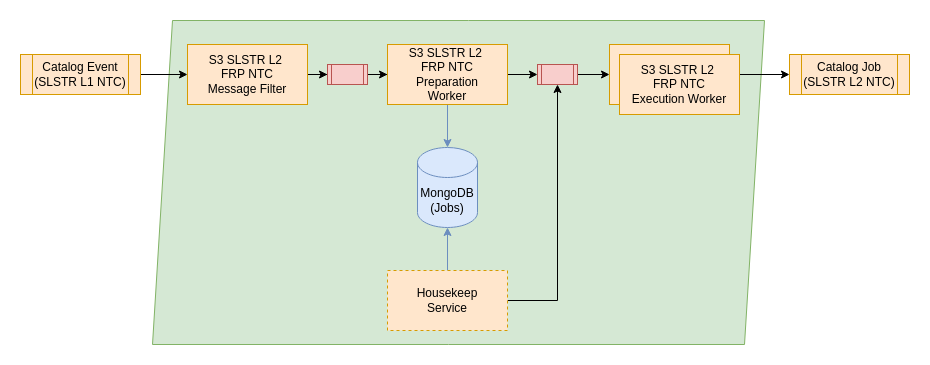 Catalog Event
(SLSTR L1 NTC)
S3 SLSTR L2
FRP NTC
Message Filter
S3 SLSTR L2
FRP NTC
Preparation
Worker
S3 SLSTR L2
FRP NTC
Execution Worker
Catalog Job
(SLSTR L2 NTC)
MongoDB
(Jobs)
Housekeep
Service